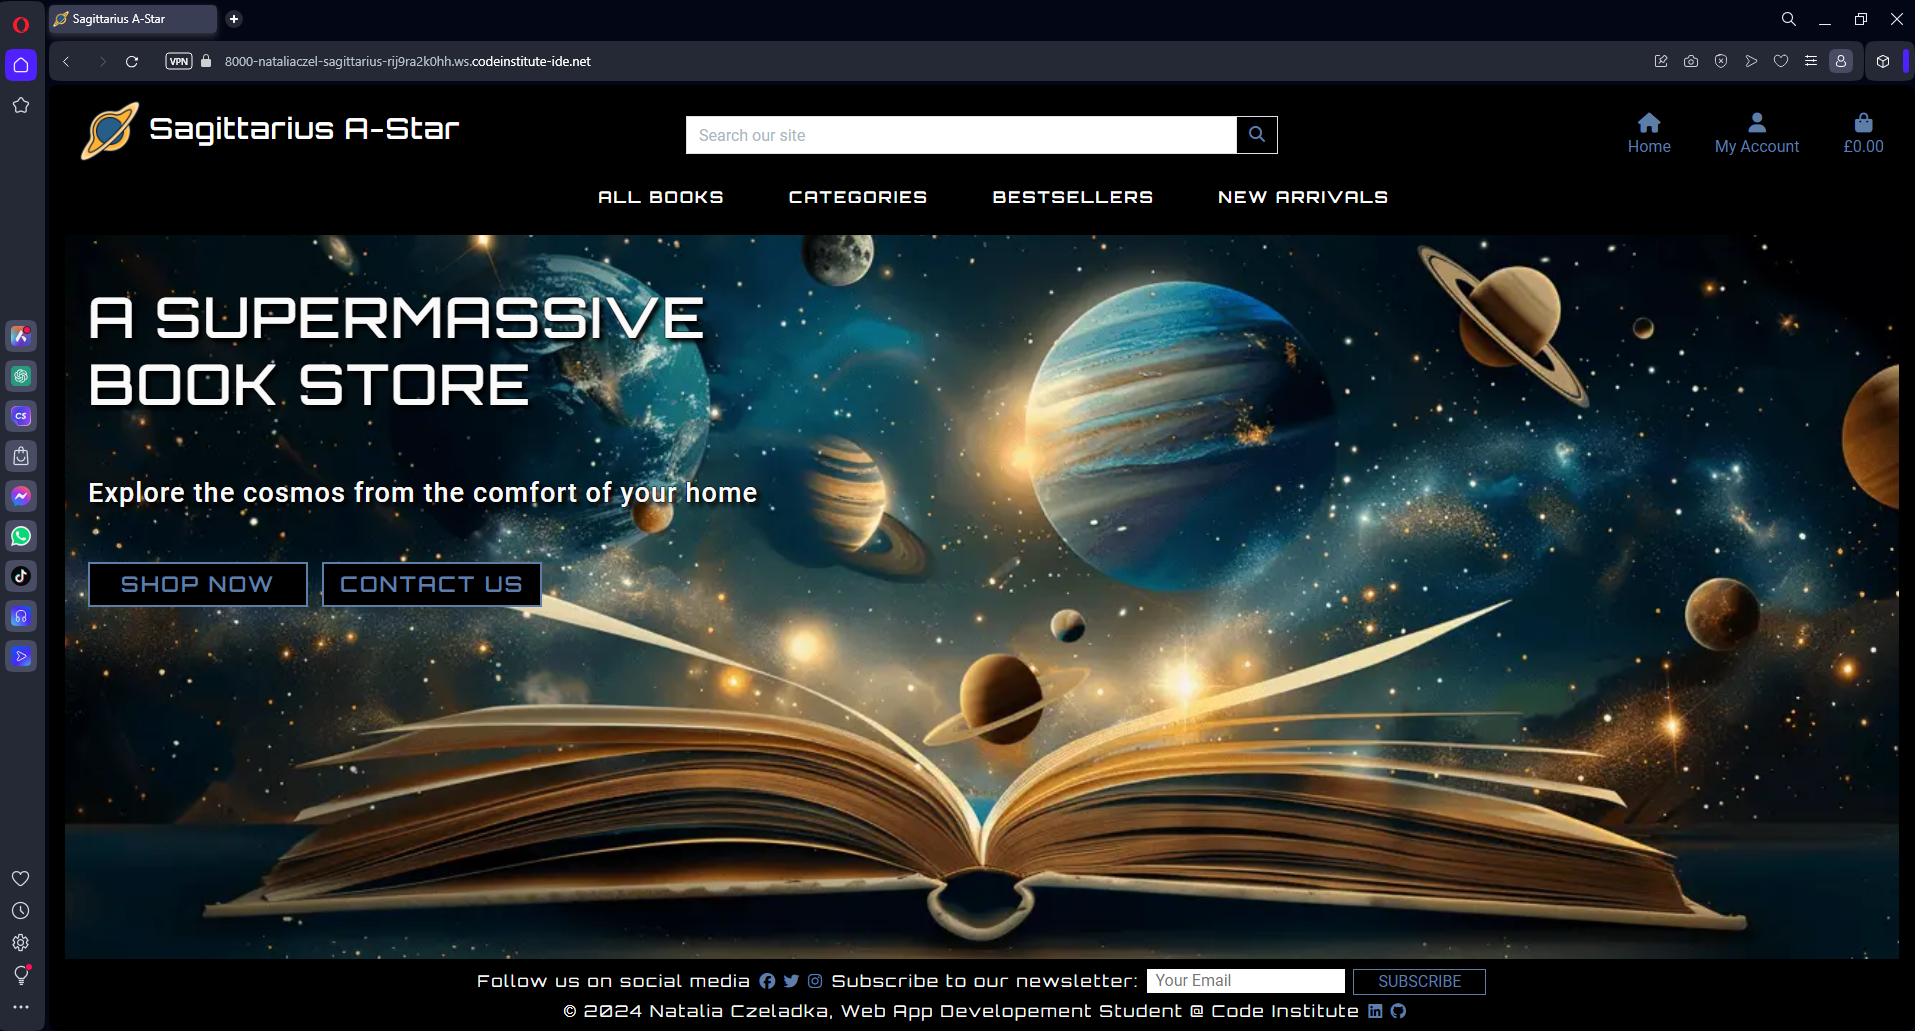 Sagittarius A-Star
VPN
8000-nataliaczel-sagittarius-rij9ra2k0hh.ws.codeinstitute-ide.net
Sagittarius A-Star
Search our site
Home
My Account
£0.00
ALL BOOKS
CATEGORIES
BESTSELLERS
NEW ARRIVALS
A SUPERMASSIVE
BOOK STORE
Explore the cosmos from the comfort of your home
SHOP NOW
CONTACT US
CS
Follow us on social media
Subscribe to our newsletter:
Your Email
SUBSCRIBE
© 2024 Natalia Czeladka, Web App Developement Student @ Code Institute